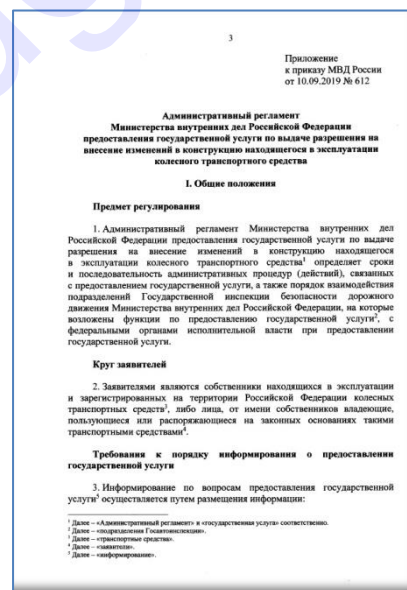 3
Приложение
к приказу МВД России
от 10.09.2019 № 612
Административный регламент
Министерства внутренних дел Российской Федерации
предоставления государственной услуги по выдаче разрешения на
внесение изменений в конструкцию находящегося в эксплуатации
колесного транспортного средства
I. Общие положения
Предмет регулирования
1. Административный регламент Министерства внутренних дел
Российской Федерации предоставления государственной услуги по выдаче
разрешения на внесение изменений в конструкцию находящегося
в эксплуатации колесного транспортного средства¹ определяет сроки
и последовательность административных процедур (действий), связанных
с предоставлением государственной услуги, а также порядок взаимодействия
подразделений Государственной инспекции безопасности дорожного
движения Министерства внутренних дел Российской Федерации, на которые
возложены функции по предоставлению государственной услуги², с
федеральными органами исполнительной власти при предоставлении
государственной услуги.
Круг заявителей
2. Заявителями являются собственники находящихся в эксплуатации
и зарегистрированных на территории Российской Федерации колесных
транспортных средств³, либо лица, от имени собственников владеющие,
пользующиеся или распоряжающиеся на законных основаниях такими
транспортными средствами⁴.
Требования к порядку информирования о предоставлении
государственной услуги
3. Информирование по вопросам предоставления государственной
услуги⁵ осуществляется путем размещения информации:
¹ Далее – «Административный регламент» и «государственная услуга» соответственно.
² Далее – «подразделения Госавтоинспекции».
³ Далее – «транспортные средства».
⁴ Далее – «заявители».
⁵ Далее – «информирование».